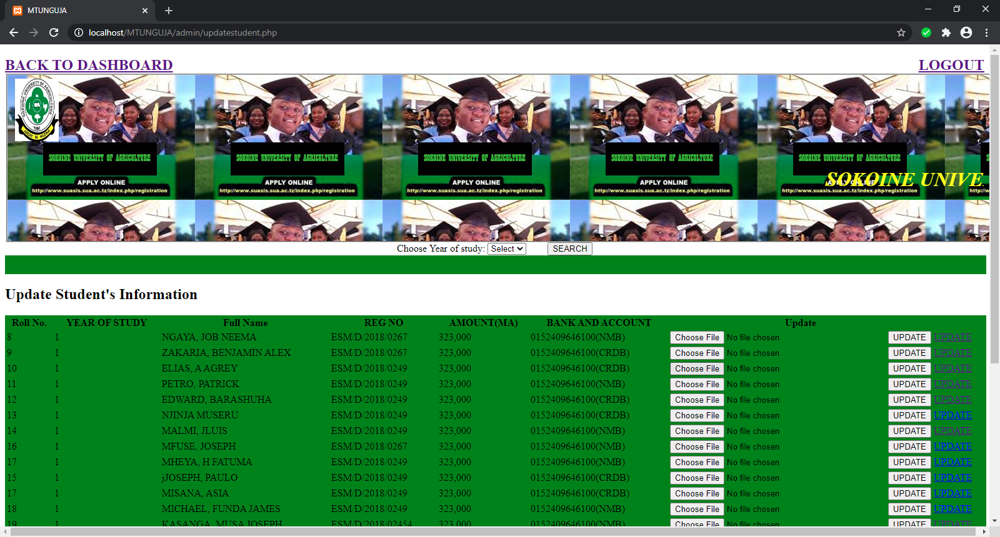 MTUNGUJA
localhost/MTUNGUJA/admin/updatestudent.php
BACK TO DASHBOARD LOGOUT
SOKOINE UNIVERSITY OF AGRICULTURE SOKOINE UNIVERSITY OF AGRICULTURE SOKOINE UNIVERSITY OF AGRICULTURE SOKOINE UNIVERSITY OF AGRICULTURE SOKOINE UNIVERSITY OF AGRICULTURE
SOKOINE UNIVE
APPLY ONLINE APPLY ONLINE APPLY ONLINE APPLY ONLINE APPLY ONLINE
http://www.suasis.sua.ac.tz/index.php/registration http://www.suasis.sua.ac.tz/index.php/registration http://www.suasis.sua.ac.tz/index.php/registration http://www.suasis.sua.ac.tz/index.php/registration http://www.suasis.sua.ac.tz/index.php/registration
Choose Year of study: Select SEARCH
Update Student's Information
Roll No. YEAR OF STUDY Full Name REG NO AMOUNT(MA) BANK AND ACCOUNT Update
8 1 NGAYA, JOB NEEMA ESM/D/2018/0267 323,000 0152409646100(NMB) Choose File No file chosen UPDATE UPDATE
9 1 ZAKARIA, BENJAMIN ALEX ESM/D/2018/0267 323,000 0152409646100(CRDB) Choose File No file chosen UPDATE UPDATE
10 1 ELIAS, A AGREY ESM/D/2018/0249 323,000 0152409646100(CRDB) Choose File No file chosen UPDATE UPDATE
11 1 PETRO, PATRICK ESM/D/2018/0249 323,000 0152409646100(NMB) Choose File No file chosen UPDATE UPDATE
12 1 EDWARD, BARASHUHA ESM/D/2018/0249 323,000 0152409646100(CRDB) Choose File No file chosen UPDATE UPDATE
13 1 NJINJA MUSERU ESM/D/2018/0249 323,000 0152409646100(CRDB) Choose File No file chosen UPDATE UPDATE
14 1 MALMI, JLUIS ESM/D/2018/0249 323,000 0152409646100(NMB) Choose File No file chosen UPDATE UPDATE
16 1 MFUSE, JOSEPH ESM/D/2018/0267 323,000 0152409646100(NMB) Choose File No file chosen UPDATE UPDATE
17 1 MHEYA, H FATUMA ESM/D/2018/0249 323,000 0152409646100(NMB) Choose File No file chosen UPDATE UPDATE
15 1 jJOSEPH, PAULO ESM/D/2018/0249 323,000 0152409646100(CRDB) Choose File No file chosen UPDATE UPDATE
17 1 MISANA, ASIA ESM/D/2018/0249 323,000 0152409646100(CRDB) Choose File No file chosen UPDATE UPDATE
18 1 MICHAEL, FUNDA JAMES ESM/D/2018/0249 323,000 0152409646100(NMB) Choose File No file chosen UPDATE UPDATE
19 1 KASANGA, MUSA JOSEPH ESM/D/2018/02454 323,000 0152409646100(NMB) Choose File No file chosen UPDATE UPDATE